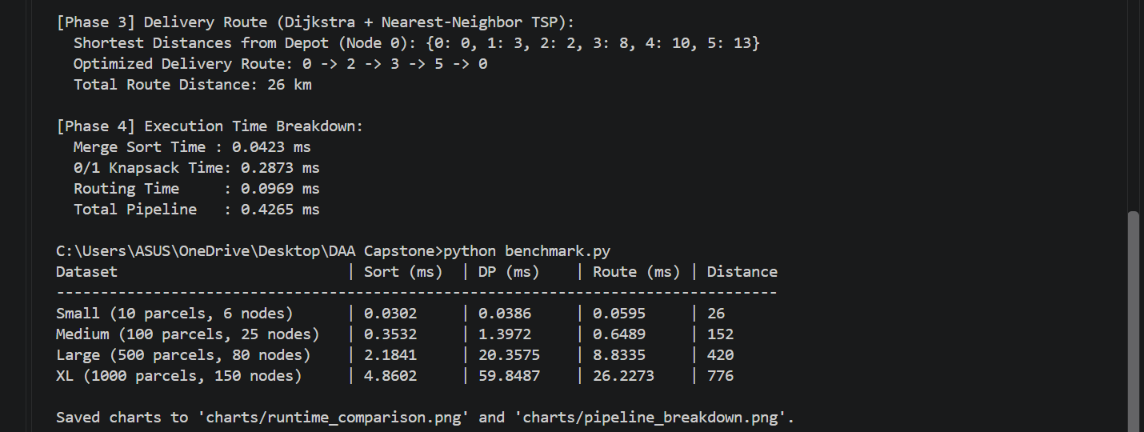 [Phase 3] Delivery Route (Dijkstra + Nearest-Neighbor TSP):
  Shortest Distances from Depot (Node 0): {0: 0, 1: 3, 2: 2, 3: 8, 4: 10, 5: 13}
  Optimized Delivery Route: 0 -> 2 -> 3 -> 5 -> 0
  Total Route Distance: 26 km
[Phase 4] Execution Time Breakdown:
  Merge Sort Time : 0.0423 ms
  0/1 Knapsack Time: 0.2873 ms
  Routing Time     : 0.0969 ms
  Total Pipeline   : 0.4265 ms
C:\Users\ASUS\OneDrive\Desktop\DAA Capstone>python benchmark.py
Dataset                          | Sort (ms)  | DP (ms)    | Route (ms) | Distance
----------------------------------------------------------------------------------
Small (10 parcels, 6 nodes)      | 0.0302     | 0.0386     | 0.0595     | 26
Medium (100 parcels, 25 nodes)   | 0.3532     | 1.3972     | 0.6489     | 152
Large (500 parcels, 80 nodes)    | 2.1841     | 20.3575    | 8.8335     | 420
XL (1000 parcels, 150 nodes)     | 4.8602     | 59.8487    | 26.2273    | 776
Saved charts to 'charts/runtime_comparison.png' and 'charts/pipeline_breakdown.png'.